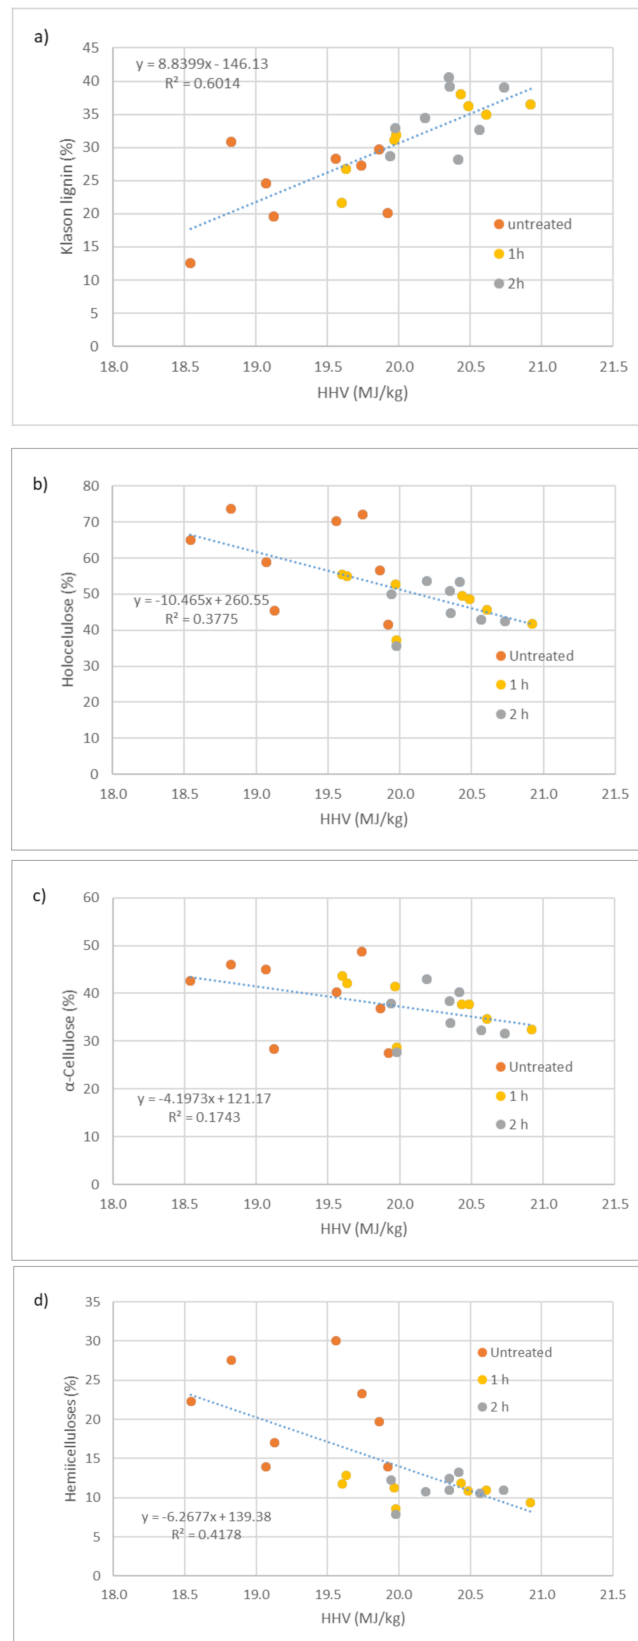 a)
45
40
35
30
25
20
15
10
5
0
Klason lignin (%)
y = 8.8399x - 146.13
R² = 0.6014
untreated
1h
2h
18.0 18.5 19.0 19.5 20.0 20.5 21.0 21.5
HHV (MJ/kg)
b)
80
70
60
50
40
30
20
10
0
Holocelulose (%)
y = -10.465x + 260.55
R² = 0.3775
Untreated
1 h
2 h
18.0 18.5 19.0 19.5 20.0 20.5 21.0 21.5
HHV (MJ/kg)
c)
60
50
40
30
20
10
0
α-Cellulose (%)
y = -4.1973x + 121.17
R² = 0.1743
Untreated
1 h
2 h
18.0 18.5 19.0 19.5 20.0 20.5 21.0 21.5
HHV (MJ/kg)
d)
35
30
25
20
15
10
5
0
Hemiicelluloses (%)
Untreated
1 h
2 h
y = -6.2677x + 139.38
R² = 0.4178
18.0 18.5 19.0 19.5 20.0 20.5 21.0 21.5
HHV (MJ/kg)